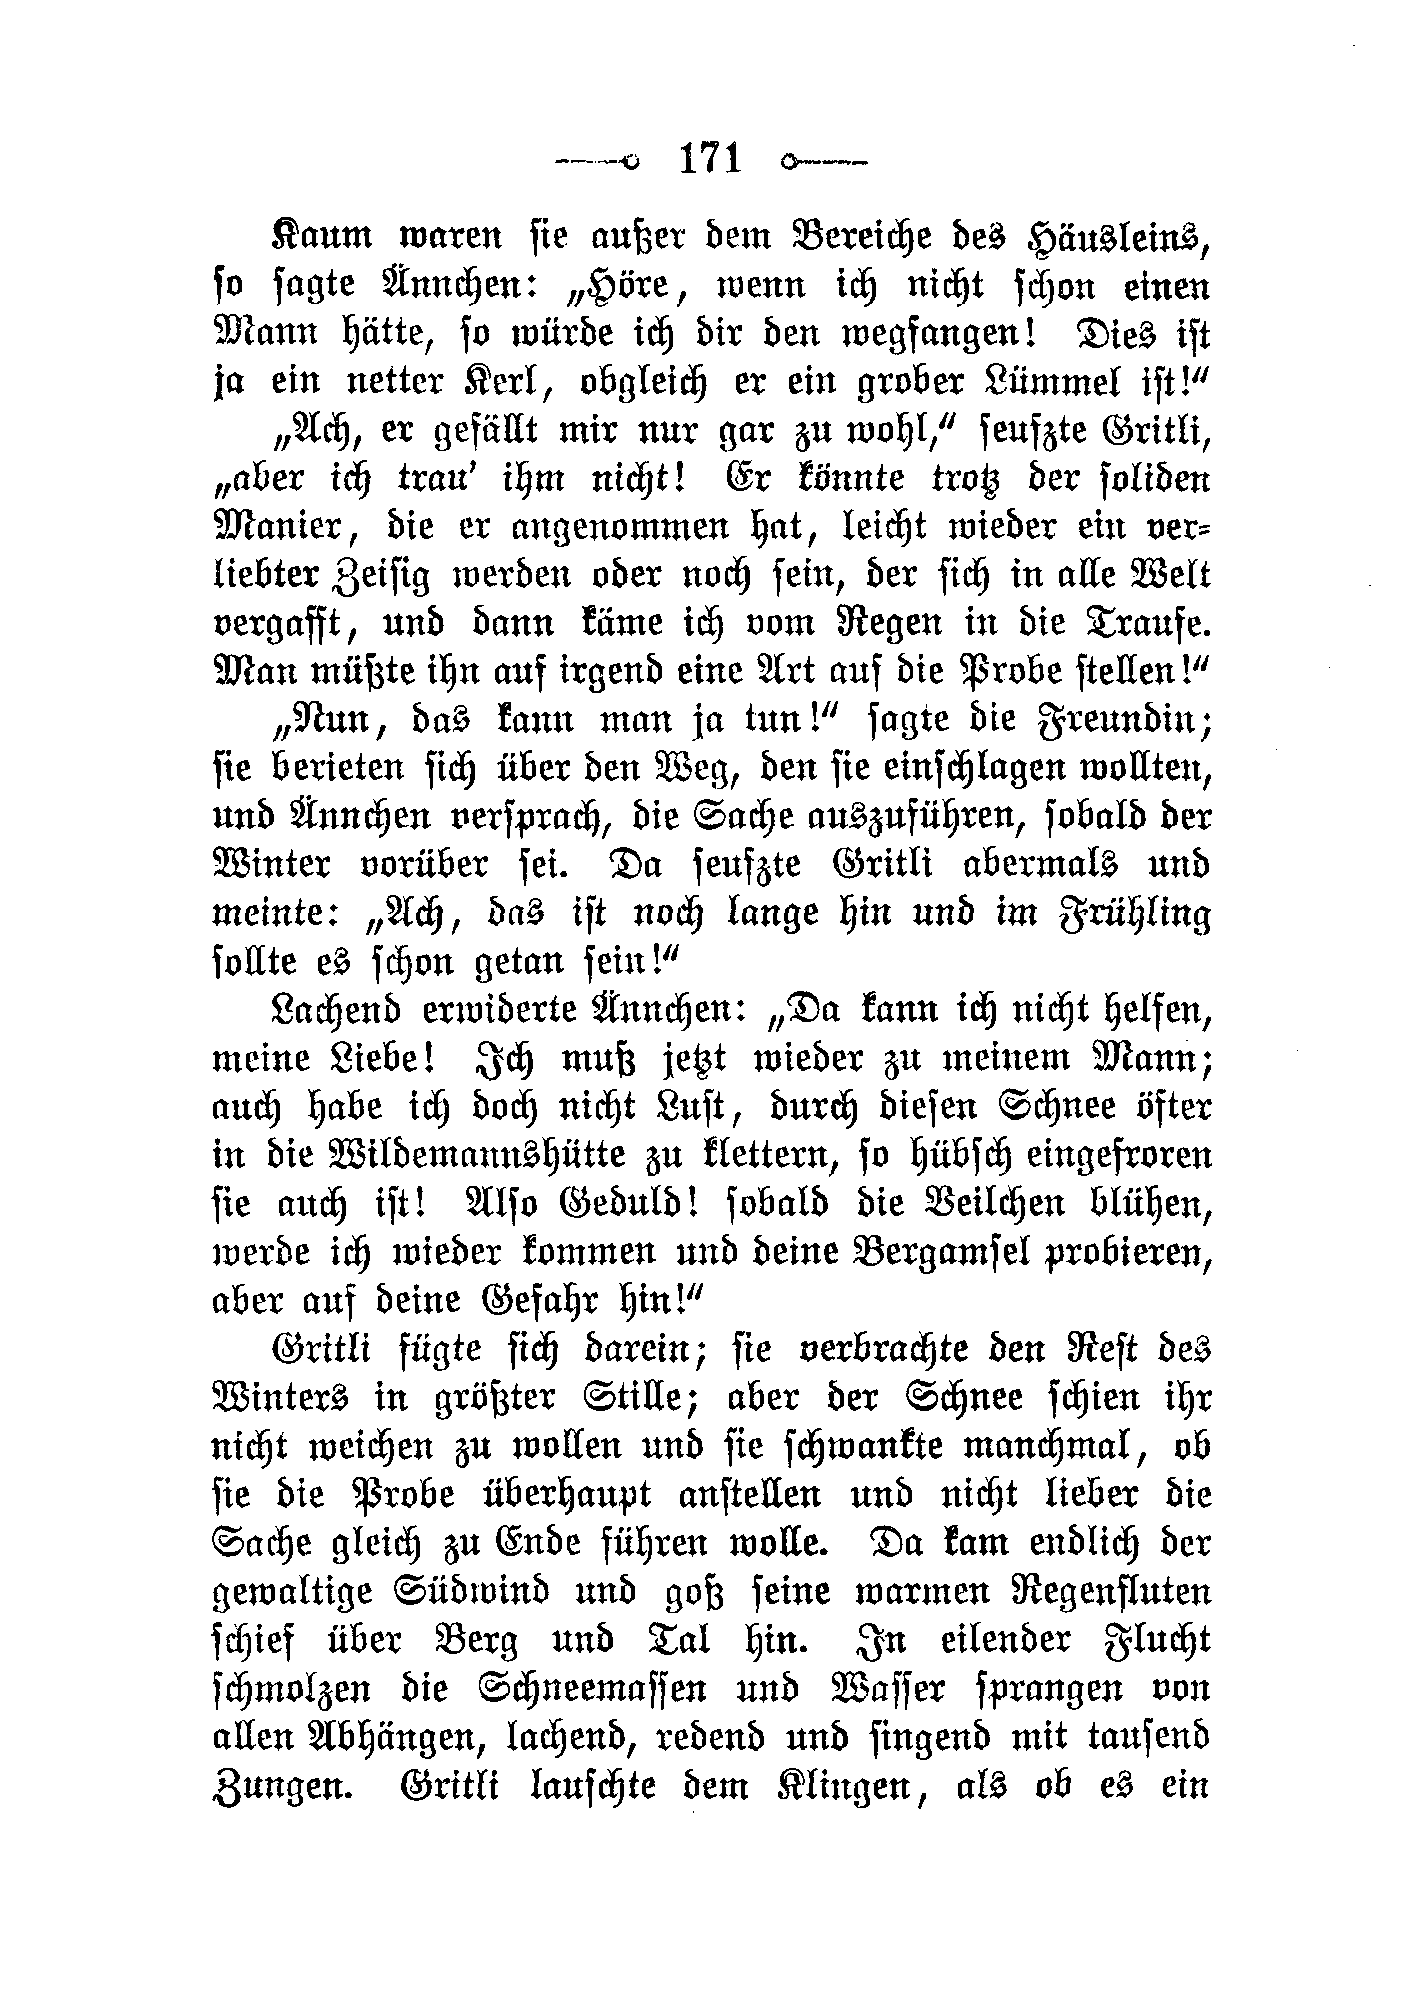 171
Kaum waren sie außer dem Bereiche des Häusleins,
so sagte Ännchen: „Höre, wenn ich nicht schon einen
Mann hätte, so würde ich dir den wegfangen! Dies ist
ja ein netter Kerl, obgleich er ein grober Lümmel ist!“
„Ach, er gefällt mir nur gar zu wohl,“ seufzte Gritli,
„aber ich trau' ihm nicht! Er könnte trotz der soliden
Manier, die er angenommen hat, leicht wieder ein ver-
liebter Zeisig werden oder noch sein, der sich in alle Welt
vergafft, und dann käme ich vom Regen in die Traufe.
Man müßte ihn auf irgend eine Art auf die Probe stellen!“
„Nun, das kann man ja tun!“ sagte die Freundin;
sie berieten sich über den Weg, den sie einschlagen wollten,
und Ännchen versprach, die Sache auszuführen, sobald der
Winter vorüber sei. Da seufzte Gritli abermals und
meinte: „Ach, das ist noch lange hin und im Frühling
sollte es schon getan sein!“
Lachend erwiderte Ännchen: „Da kann ich nicht helfen,
meine Liebe! Ich muß jetzt wieder zu meinem Mann;
auch habe ich doch nicht Lust, durch diesen Schnee öfter
in die Wildemannshütte zu klettern, so hübsch eingefroren
sie auch ist! Also Geduld! sobald die Veilchen blühen,
werde ich wieder kommen und deine Bergamsel probieren,
aber auf deine Gefahr hin!“
Gritli fügte sich darein; sie verbrachte den Rest des
Winters in größter Stille; aber der Schnee schien ihr
nicht weichen zu wollen und sie schwankte manchmal, ob
sie die Probe überhaupt anstellen und nicht lieber die
Sache gleich zu Ende führen wolle. Da kam endlich der
gewaltige Südwind und goß seine warmen Regenfluten
schief über Berg und Tal hin. In eilender Flucht
schmolzen die Schneemassen und Wasser sprangen von
allen Abhängen, lachend, redend und singend mit tausend
Zungen. Gritli lauschte dem Klingen, als ob es ein